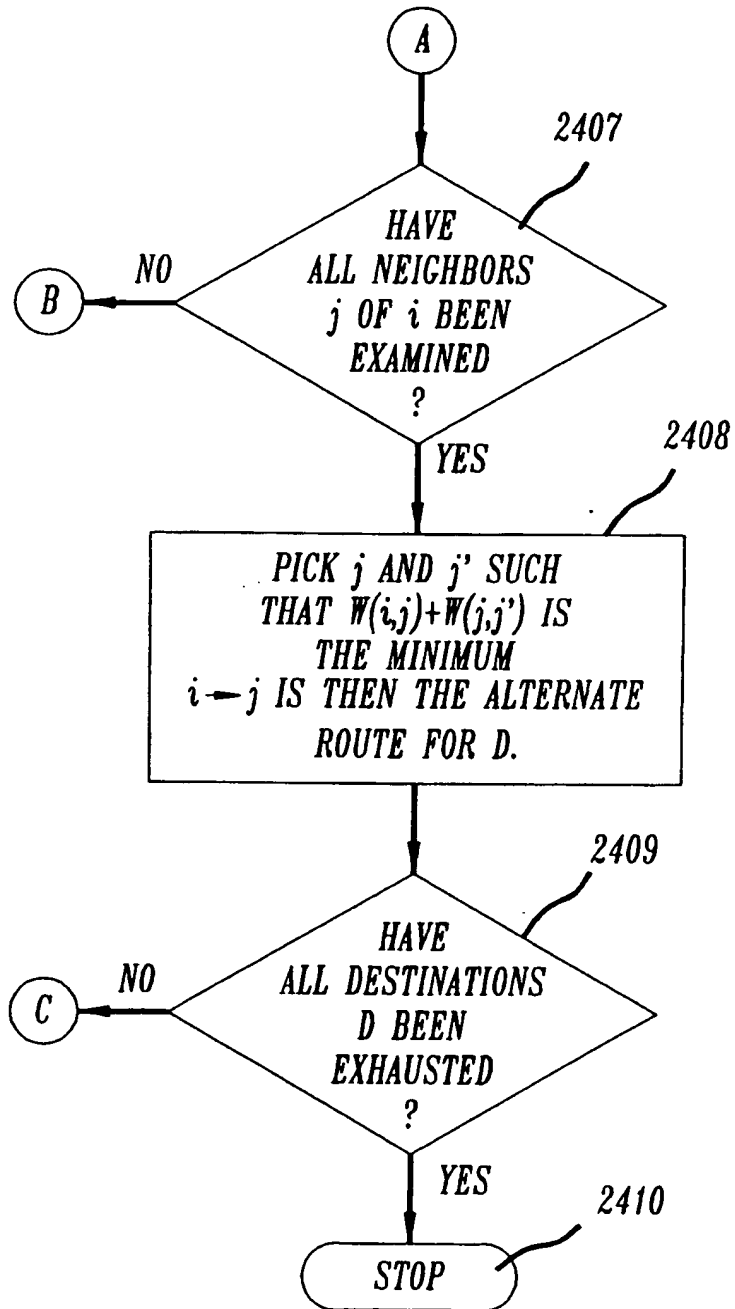 A
2407
HAVE
ALL NEIGHBORS
j OF i BEEN
EXAMINED
?
NO
B
YES
2408
PICK j AND j' SUCH
THAT W(i,j)+W(j,j') IS
THE MINIMUM
i→j IS THEN THE ALTERNATE
ROUTE FOR D.
2409
HAVE
ALL DESTINATIONS
D BEEN
EXHAUSTED
?
NO
C
YES
2410
STOP